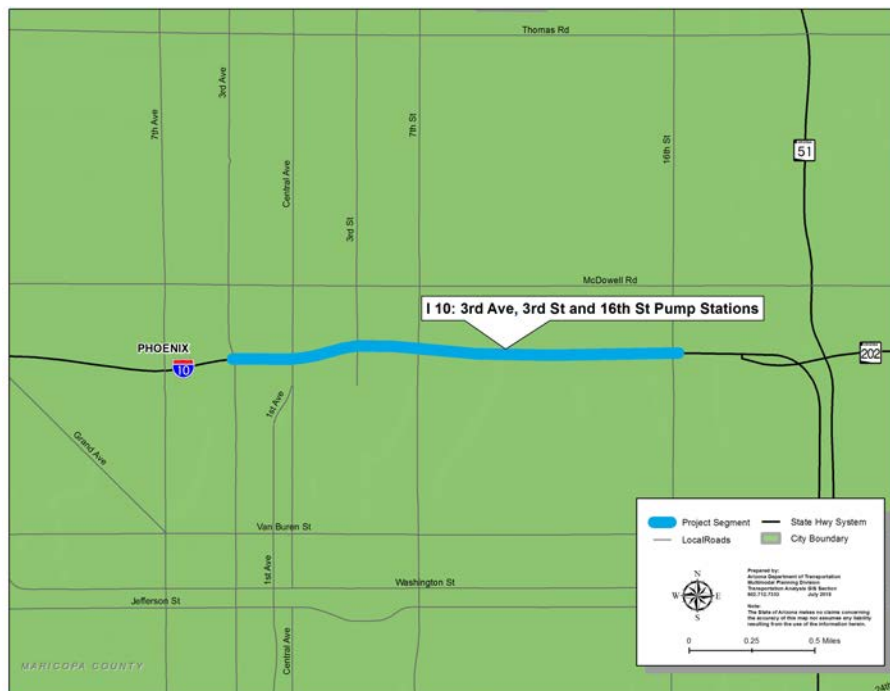 Thomas Rd
3rd Ave
7th Ave
Central Ave
7th St
16th St
51
3rd St
McDowell Rd
I 10: 3rd Ave, 3rd St and 16th St Pump Stations
PHOENIX
10
202
1st Ave
Grand Ave
Van Buren St
1st Ave
Washington St
Jefferson St
Central Ave
MARICOPA COUNTY
Project Segment
State Hwy System
LocalRoads
City Boundary
N
W
E
S
Prepared by:
Arizona Department of Transportation
Multimodal Planning Division
Transportation Analysis GIS Section
July 2015
Note:
The State of Arizona makes no claims concerning
the accuracy of this map nor assumes any liability
resulting from the use of the information herein.
0 0.25 0.5 Miles
24th